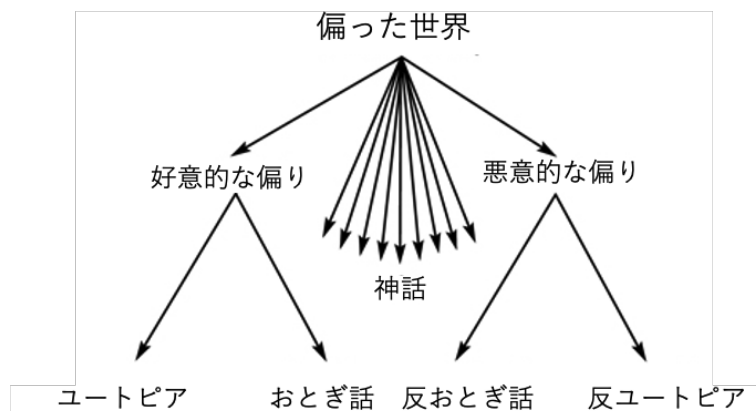 偏った世界
好意的な偏り
悪意的な偏り
神話
ユートピア
おとぎ話
反おとぎ話
反ユートピア